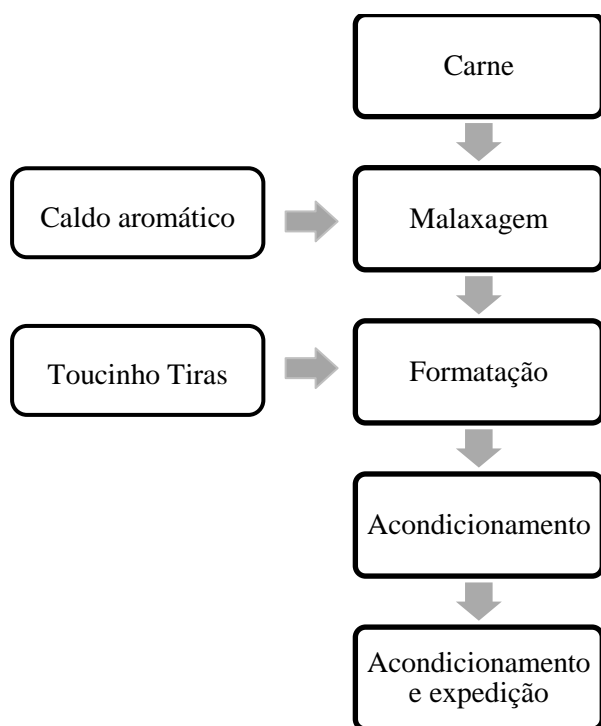 Carne
Caldo aromático
Malaxagem
Toucinho Tiras
Formatação
Acondicionamento
Acondicionamento
e expedição